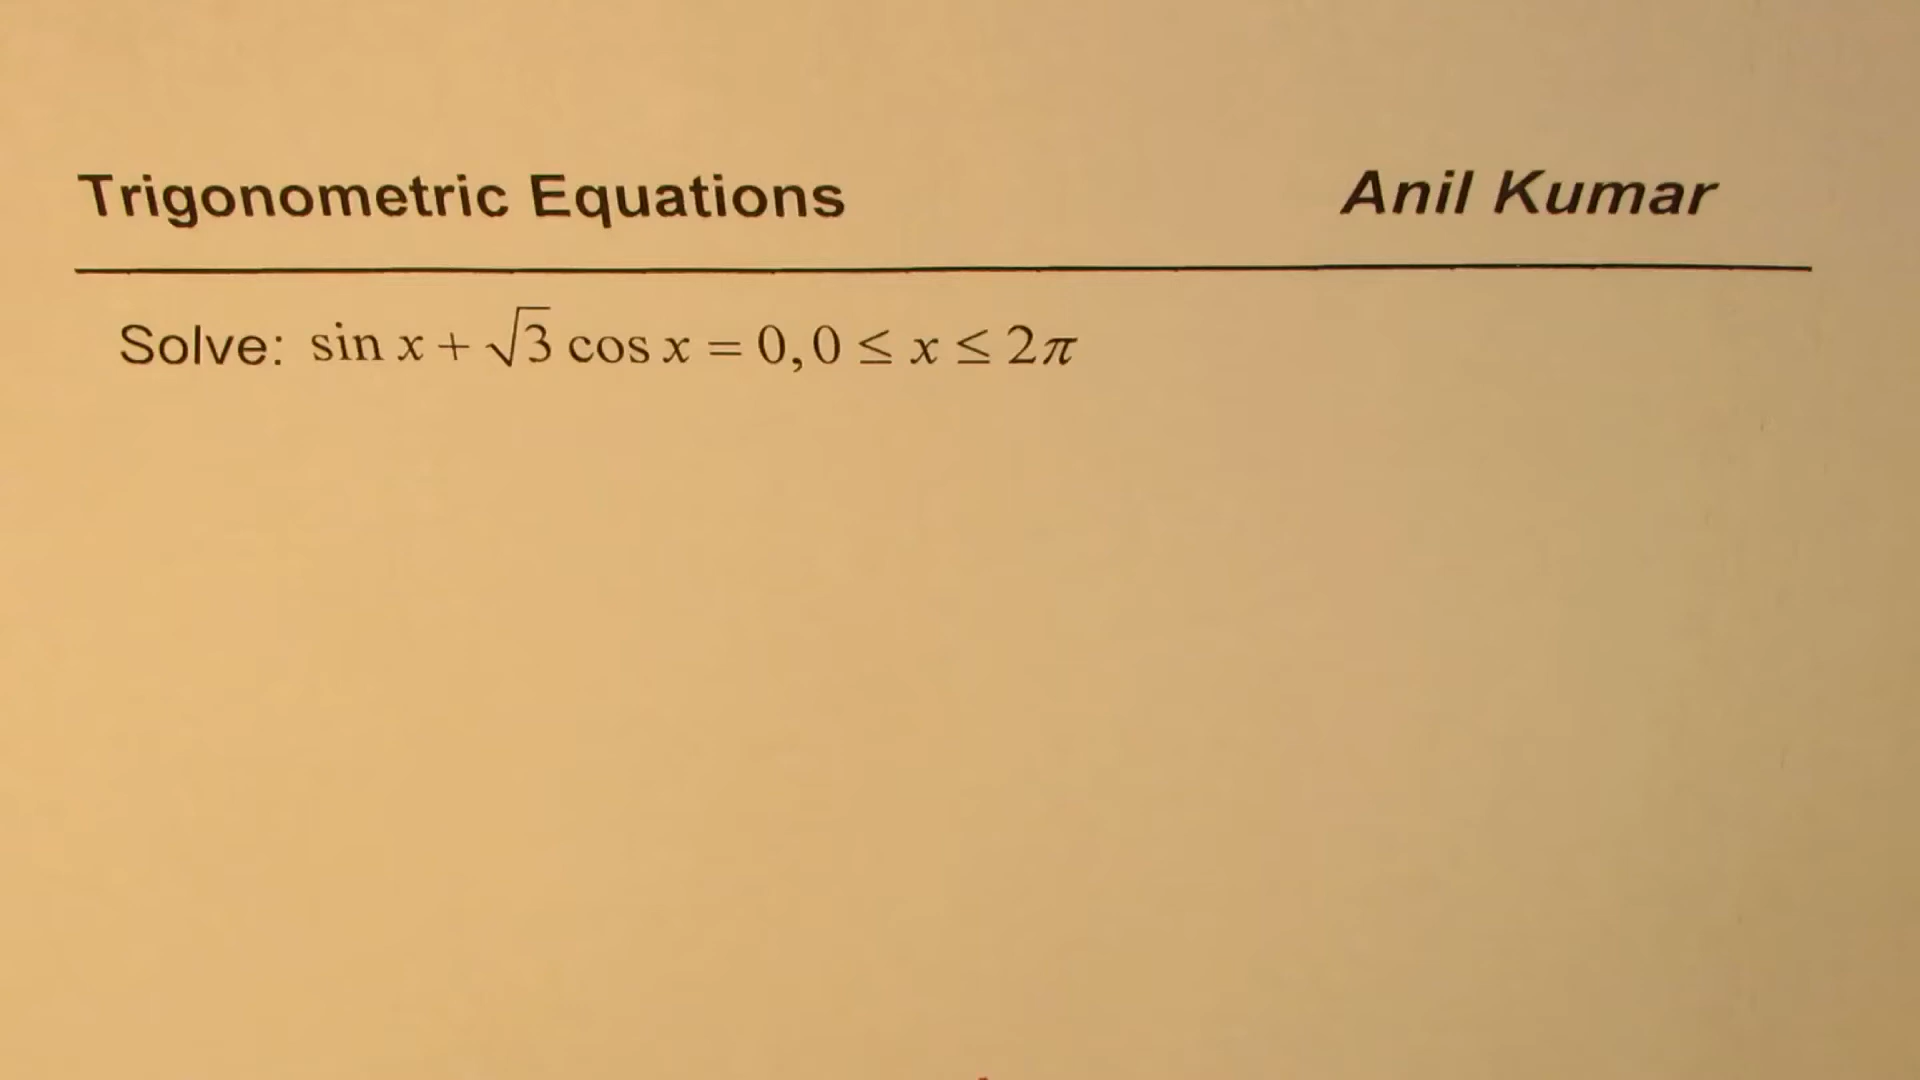 Trigonometric Equations Anil Kumar
Solve: sin x + √3 cos x = 0, 0 ≤ x ≤ 2π